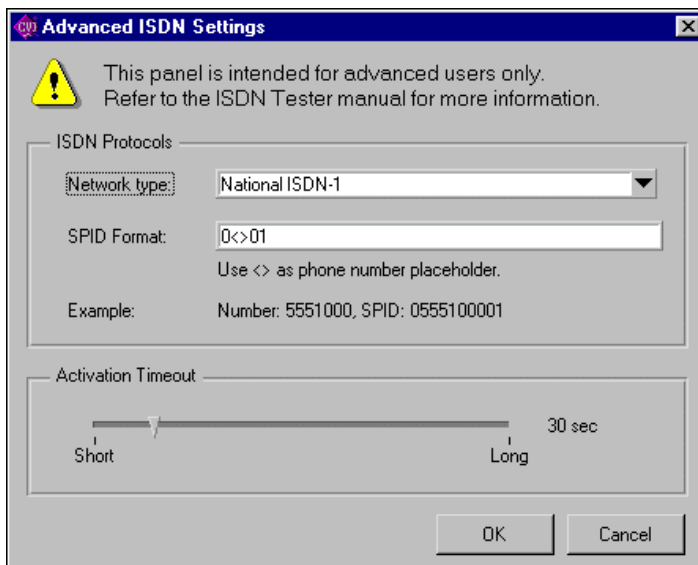 CVI Advanced ISDN Settings
This panel is intended for advanced users only.
Refer to the ISDN Tester manual for more information.
ISDN Protocols
Network type: National ISDN-1
SPID Format: 0<>01
Use <> as phone number placeholder.
Example: Number: 5551000, SPID: 0555100001
Activation Timeout
30 sec
Short Long
OK Cancel